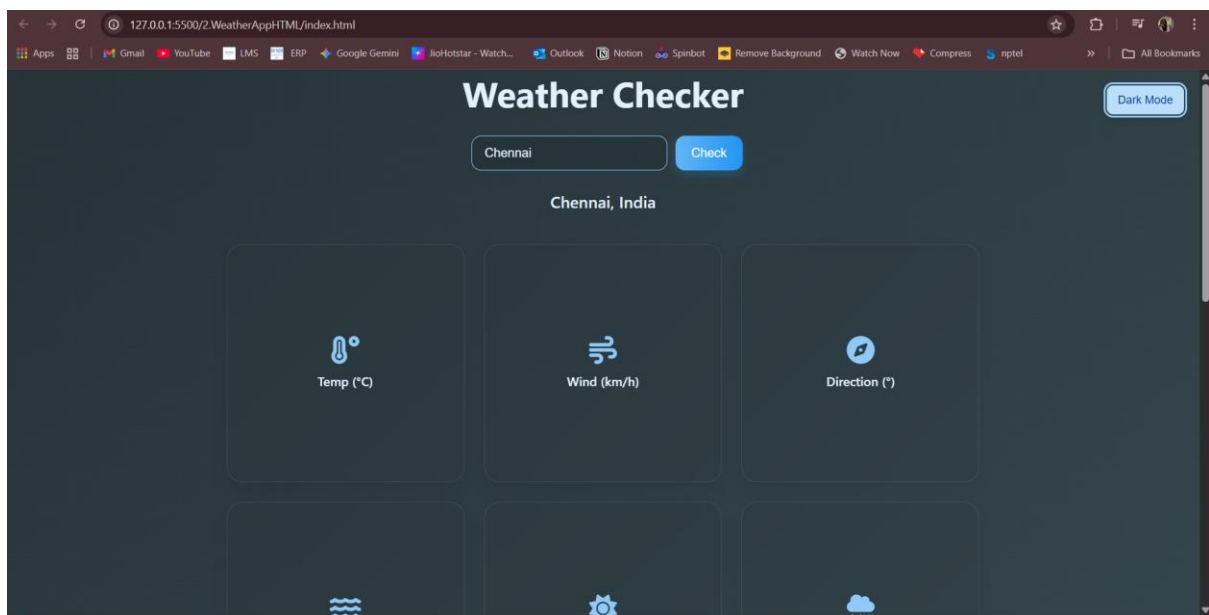 127.0.0.1:5500/2.WeatherAppHTML/index.html
Apps Gmail YouTube LMS ERP Google Gemini JioHotstar - Watch... Outlook Notion Spinbot Remove Background Watch Now Compress nptel » All Bookmarks
Weather Checker
Dark Mode
Chennai Check
Chennai, India
Temp (°C) Wind (km/h) Direction (°)